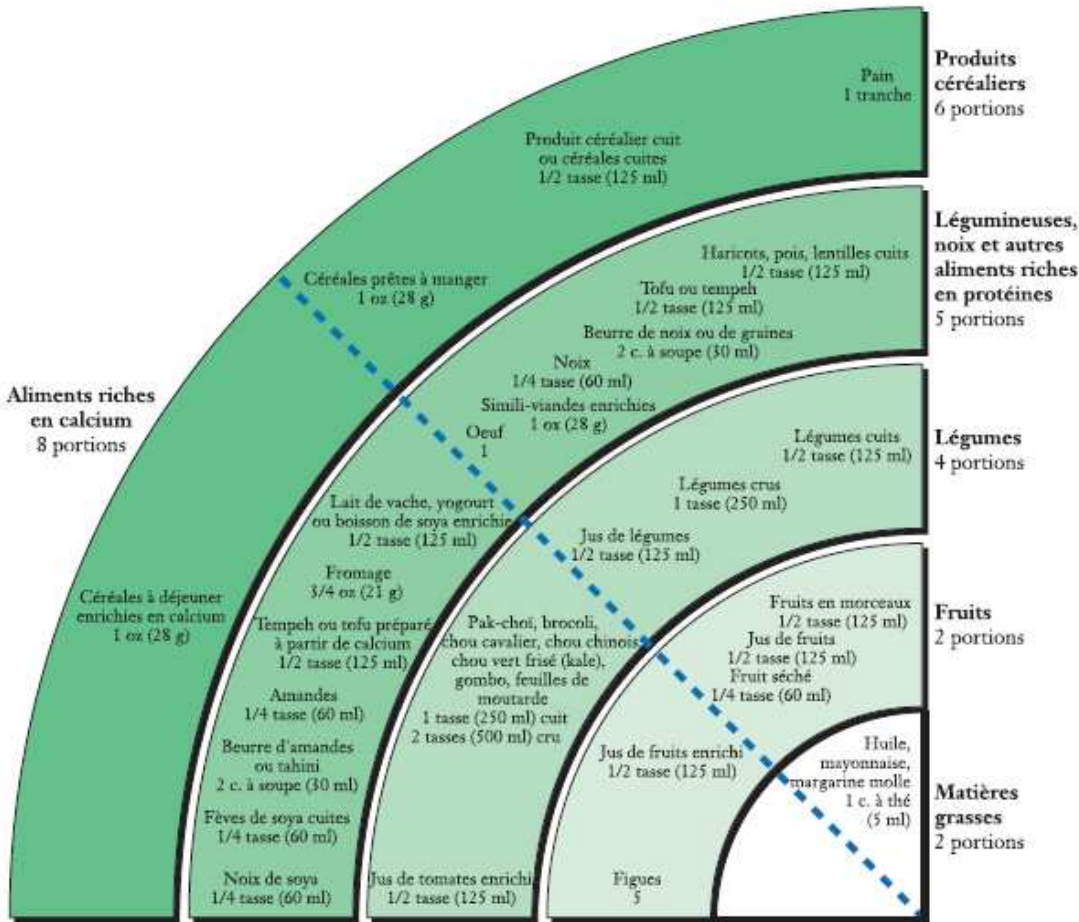 Produits
céréaliers
6 portions
Pain
1 tranche
Produit céréalier cuit
ou céréales cuites
1/2 tasse (125 ml)
Céréales prêtes à manger
1 oz (28 g)
Légumineuses,
noix et autres
aliments riches
en protéines
5 portions
Haricots, pois, lentilles cuits
1/2 tasse (125 ml)
Tofu ou tempeh
1/2 tasse (125 ml)
Beurre de noix ou de graines
2 c. à soupe (30 ml)
Noix
1/4 tasse (60 ml)
Simili-viandes enrichies
1 oz (28 g)
Oeuf
1
Légumes
4 portions
Légumes cuits
1/2 tasse (125 ml)
Légumes crus
1 tasse (250 ml)
Jus de légumes
1/2 tasse (125 ml)
Fruits
2 portions
Fruits en morceaux
1/2 tasse (125 ml)
Jus de fruits
1/2 tasse (125 ml)
Fruit séché
1/4 tasse (60 ml)
Matières
grasses
2 portions
Huile,
mayonnaise,
margarine molle
1 c. à thé
(5 ml)
Aliments riches
en calcium
8 portions
Céréales à déjeuner
enrichies en calcium
1 oz (28 g)
Lait de vache, yogourt
ou boisson de soya enrichie
1/2 tasse (125 ml)
Fromage
3/4 oz (21 g)
Tempeh ou tofu préparé
à partir de calcium
1/2 tasse (125 ml)
Amandes
1/4 tasse (60 ml)
Beurre d'amandes
ou tahini
2 c. à soupe (30 ml)
Fèves de soya cuites
1/4 tasse (60 ml)
Noix de soya
1/4 tasse (60 ml)
Pak-choï, brocoli,
chou cavalier, chou chinois
chou vert frisé (kale),
gombo, feuilles de
moutarde
1 tasse (250 ml) cuit
2 tasses (500 ml) cru
Jus de tomates enrichi
1/2 tasse (125 ml)
Jus de fruits enrichi
1/2 tasse (125 ml)
Figues
5